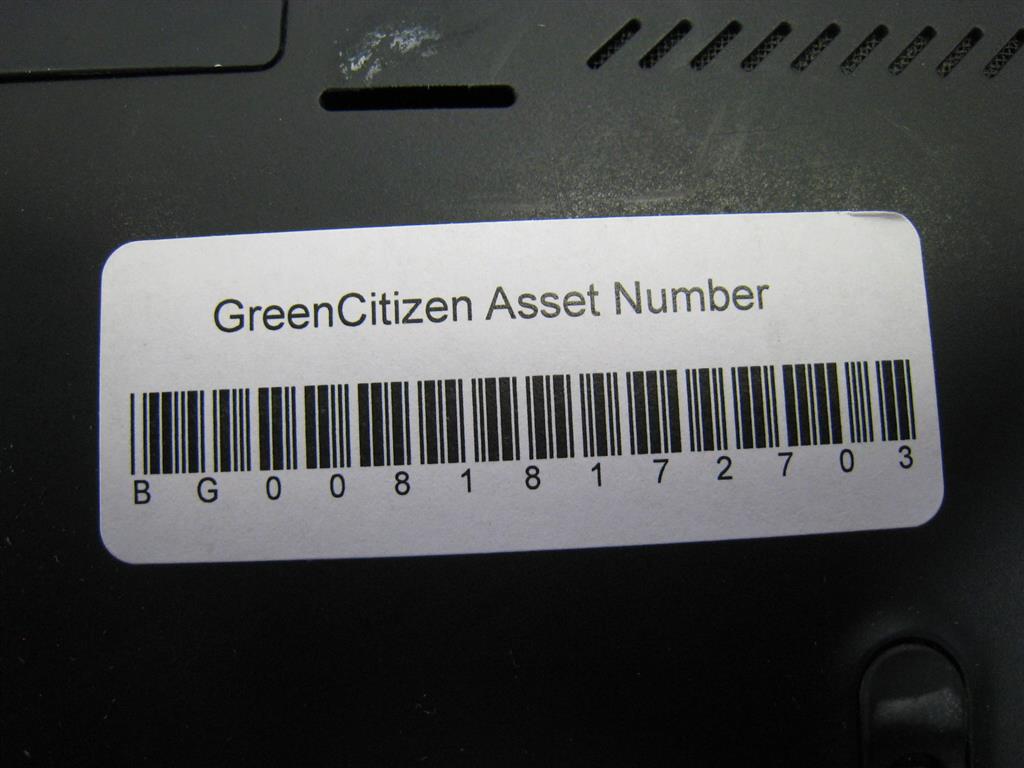 GreenCitizen Asset Number
B G 0 0 8 1 8 1 7 2 7 0 3